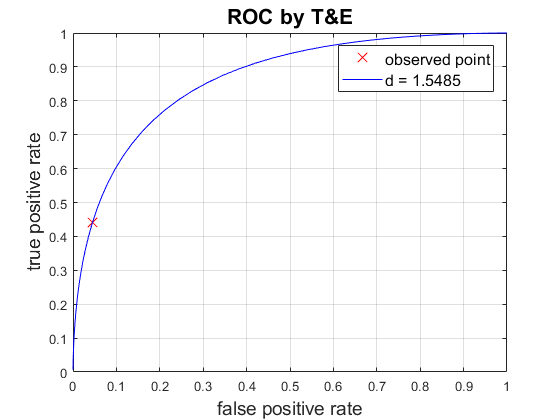 ROC by T&E
observed point
d = 1.5485
true positive rate
1
0.9
0.8
0.7
0.6
0.5
0.4
0.3
0.2
0.1
0
0 0.1 0.2 0.3 0.4 0.5 0.6 0.7 0.8 0.9 1
false positive rate